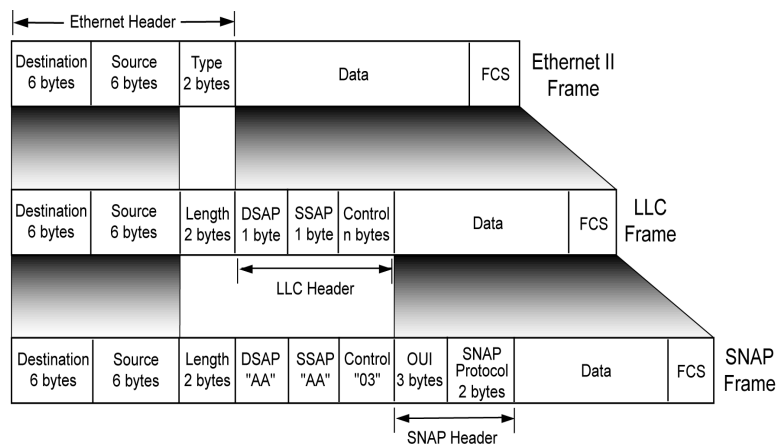 Ethernet Header
Destination
6 bytes
Source
6 bytes
Type
2 bytes
Data
FCS
Ethernet II
Frame
Destination
6 bytes
Source
6 bytes
Length
2 bytes
DSAP
1 byte
SSAP
1 byte
Control
n bytes
Data
FCS
LLC
Frame
LLC Header
Destination
6 bytes
Source
6 bytes
Length
2 bytes
DSAP
"AA"
SSAP
"AA"
Control
"03"
OUI
3 bytes
SNAP
Protocol
2 bytes
Data
FCS
SNAP
Frame
SNAP Header